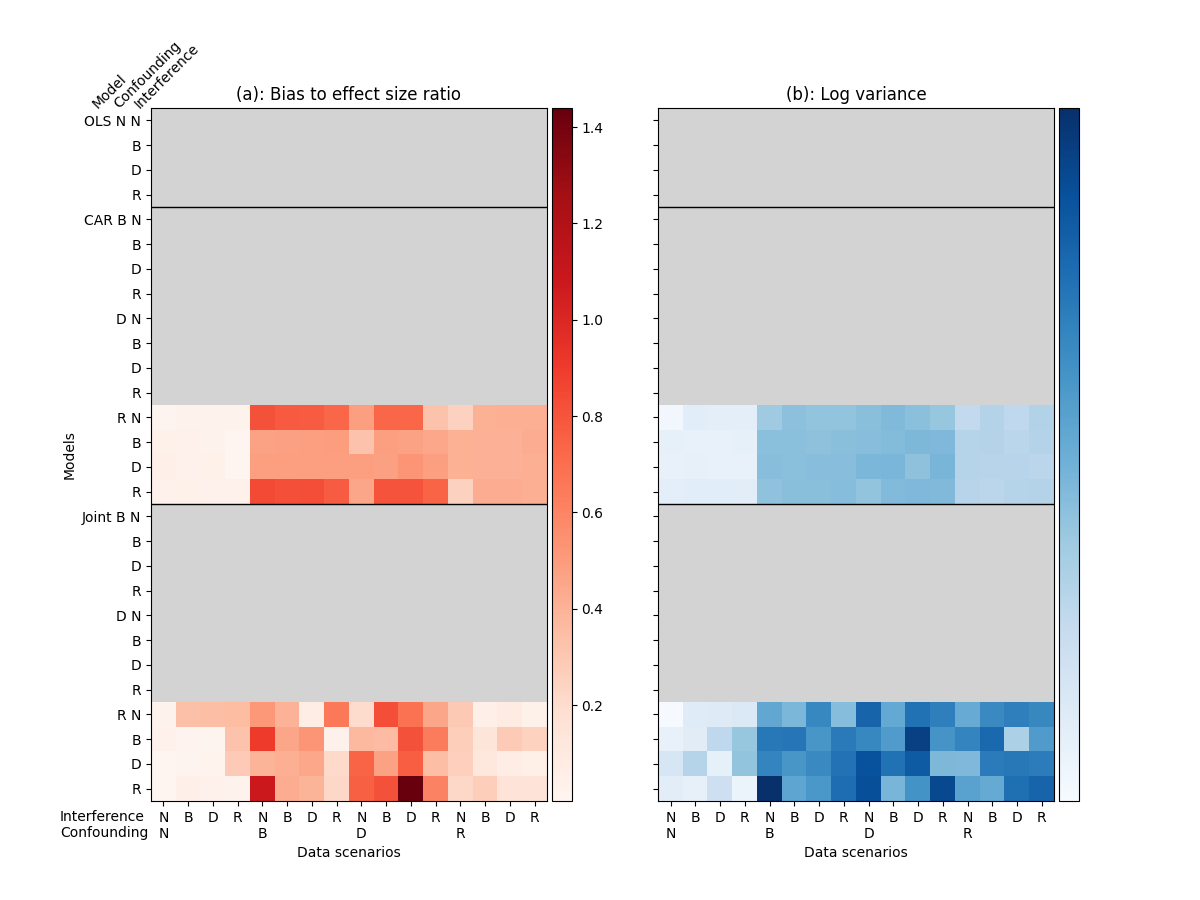 Model
Confounding
Interference
(a): Bias to effect size ratio
(b): Log variance
OLS N N
B
D
R
CAR B N
B
D
R
D N
B
D
R
R N
B
D
R
Joint B N
B
D
R
D N
B
D
R
R N
B
D
R
Models
1.4
1.2
1.0
0.8
0.6
0.4
0.2
Interference N B D R N B D R N B D R N B D R
Confounding N B D R
Data scenarios
N B D R N B D R N B D R N B D R
N B D R
Data scenarios